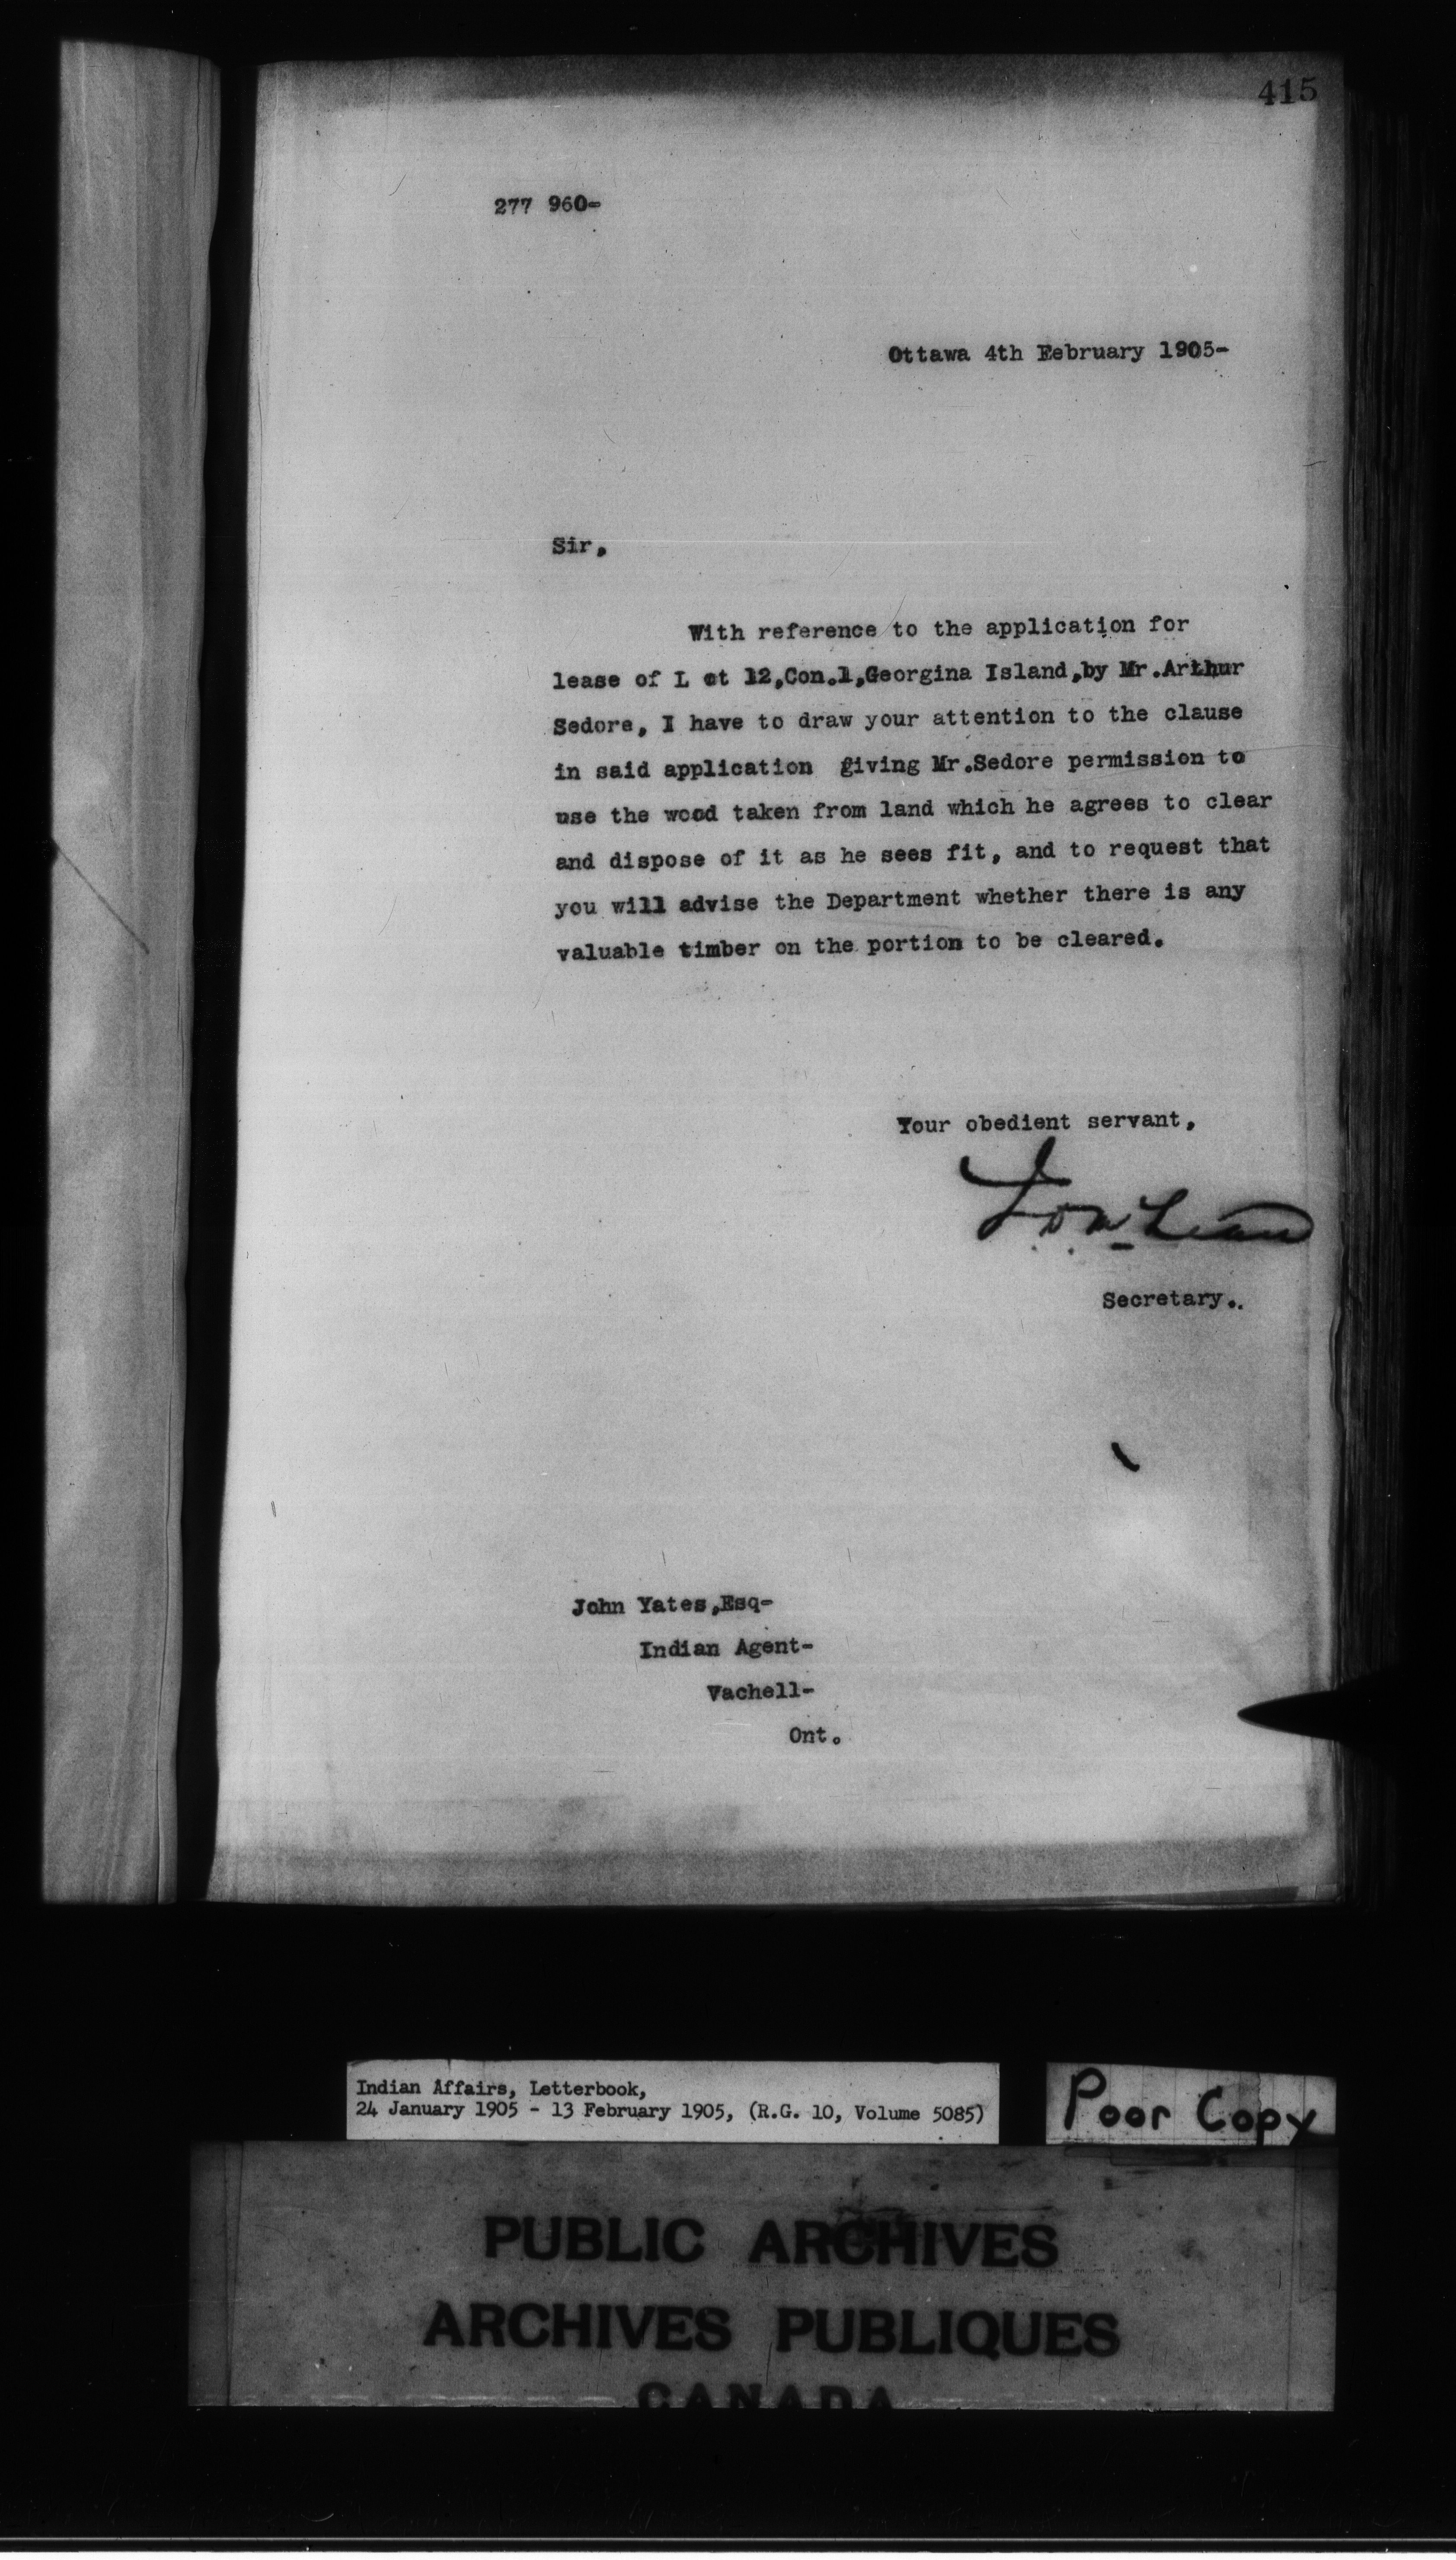 415
277 960-
Ottawa 4th February 1905-
Sir,
With reference to the application for
lease of L ot 12,Con.1,Georgina Island,by Mr.Arthur
Sedore, I have to draw your attention to the clause
in said application giving Mr.Sedore permission to
use the wood taken from land which he agrees to clear
and dispose of it as he sees fit, and to request that
you will advise the Department whether there is any
valuable timber on the portion to be cleared.
Your obedient servant,
Secretary.
John Yates,Esq-
Indian Agent-
Vachell-
Ont.
Indian Affairs, Letterbook,
24 January 1905 - 13 February 1905, (R.G. 10, Volume 5085)
Poor Copy
PUBLIC ARCHIVES
ARCHIVES PUBLIQUES
CANADA